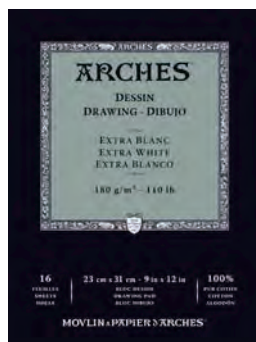 ARCHES
DESSIN
DRAWING - DIBUJO
EXTRA BLANC
EXTRA WHITE
EXTRA BLANCO
180 g/m² - 110 lb
16
FEUILLES
SHEETS
HOJAS
23 cm x 31 cm - 9 in x 12 in
BLOC DESSIN
DRAWING PAD
BLOC DIBUJO
100%
PUR COTON
COTTON
ALGODÓN
MOVLIN A PAPIER D'ARCHES